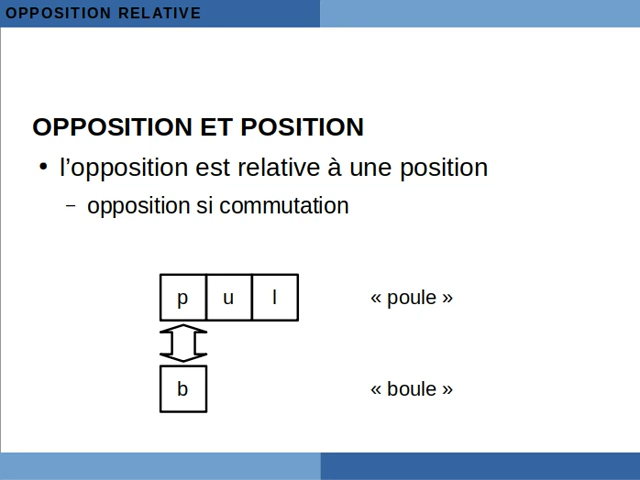 OPPOSITION RELATIVE
OPPOSITION ET POSITION
• l’opposition est relative à une position
– opposition si commutation
p u l « poule »
b « boule »